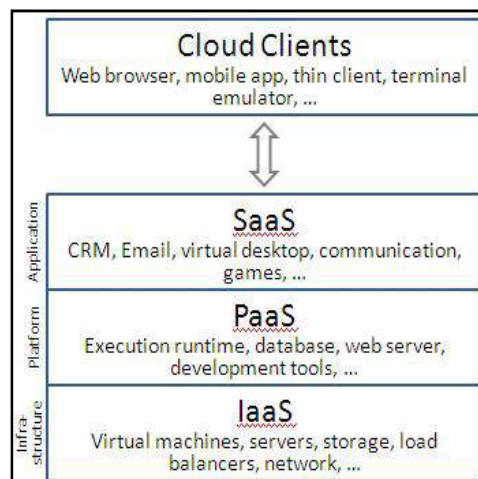 Cloud Clients
Web browser, mobile app, thin client, terminal
emulator, ...
Application
SaaS
CRM, Email, virtual desktop, communication,
games, ...
Platform
PaaS
Execution runtime, database, web server,
development tools, ...
Infra-
structure
IaaS
Virtual machines, servers, storage, load
balancers, network, ...